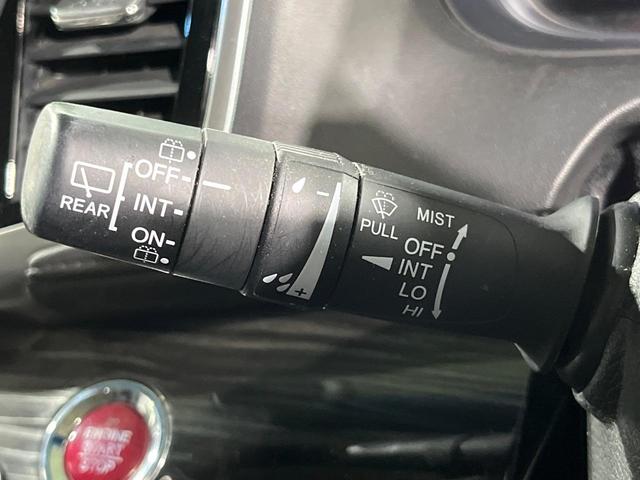 OFF
REAR
INT
ON
-
+
PULL
MIST
OFF
INT
LO
HI
ENGINE
START
STOP